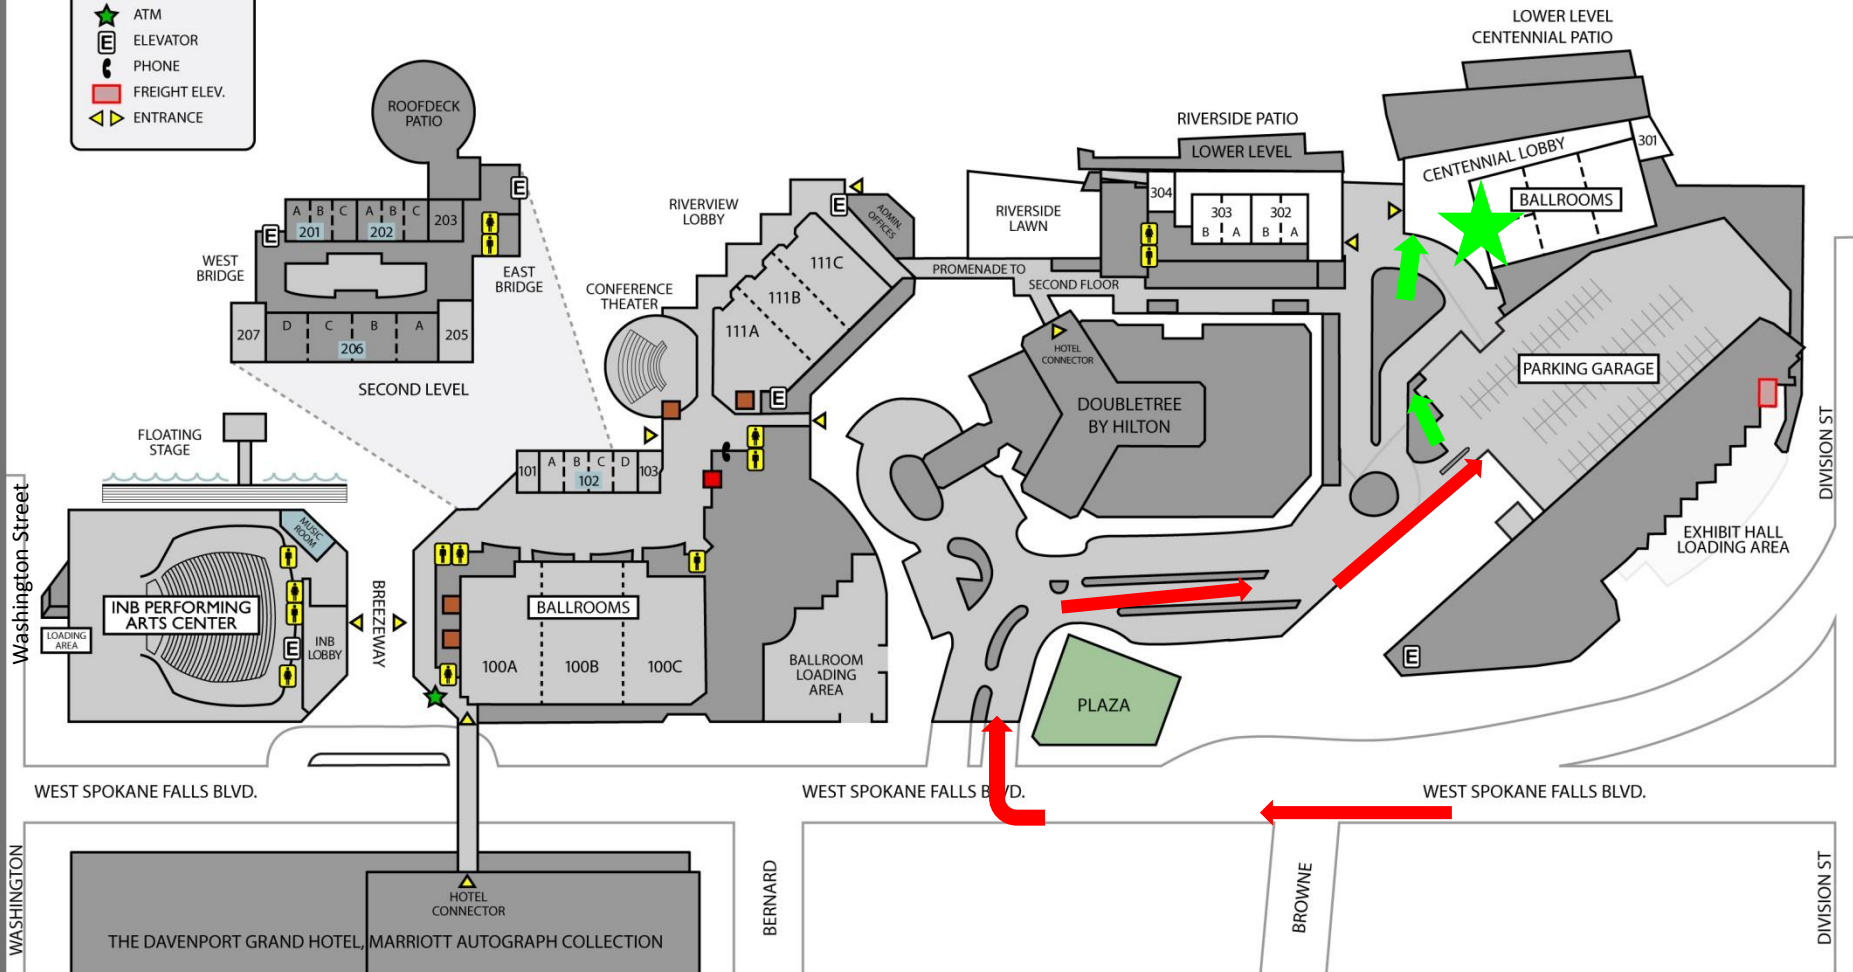 ATM
E ELEVATOR
PHONE
FREIGHT ELEV.
ENTRANCE
LOWER LEVEL
CENTENNIAL PATIO
ROOFDECK
PATIO
RIVERSIDE PATIO
LOWER LEVEL
301
CENTENNIAL LOBBY
BALLROOMS
304
303
302
B A
B A
E
A B C A B C 203
201
202
E
WEST
BRIDGE
EAST
BRIDGE
207
D C B A
205
206
SECOND LEVEL
RIVERVIEW
LOBBY
E
ADMIN.
OFFICES
RIVERSIDE
LAWN
111C
111B
111A
PROMENADE TO
SECOND FLOOR
CONFERENCE
THEATER
HOTEL
CONNECTOR
E
DOUBLETREE
BY HILTON
PARKING GARAGE
DIVISION ST
FLOATING
STAGE
101 A B C D 103
102
EXHIBIT HALL
LOADING AREA
Washington Street
MUSIC
ROOM
INB PERFORMING
ARTS CENTER
LOADING
AREA
E
INB
LOBBY
BREEZEWAY
BALLROOMS
100A
100B
100C
BALLROOM
LOADING
AREA
PLAZA
E
WEST SPOKANE FALLS BLVD.
WEST SPOKANE FALLS BLVD.
WEST SPOKANE FALLS BLVD.
WASHINGTON
BERNARD
BROWNE
DIVISION ST
HOTEL
CONNECTOR
THE DAVENPORT GRAND HOTEL, MARRIOTT AUTOGRAPH COLLECTION